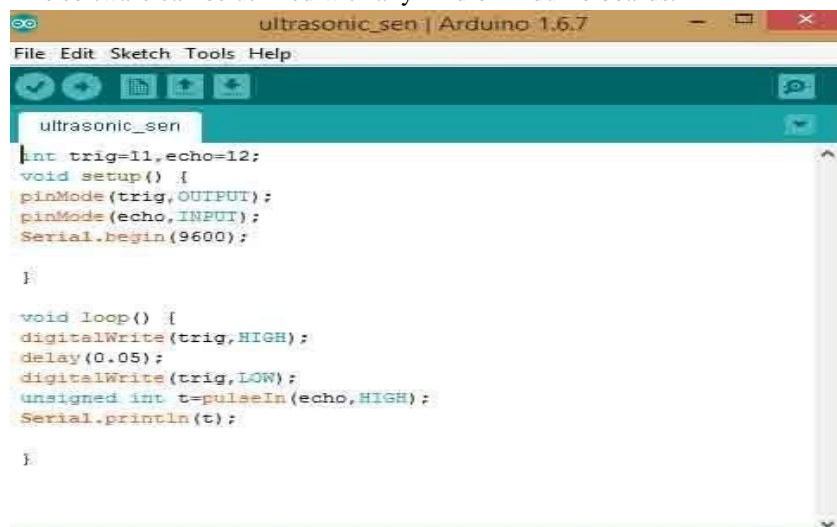 ultrasonic_sen | Arduino 1.6.7
File Edit Sketch Tools Help
ultrasonic_sen
int trig=11,echo=12;
void setup() {
pinMode(trig,OUTPUT);
pinMode(echo,INPUT);
Serial.begin(9600);
}
void loop() {
digitalWrite(trig,HIGH);
delay(0.05);
digitalWrite(trig,LOW);
unsigned int t=pulseIn(echo,HIGH);
Serial.println(t);
}